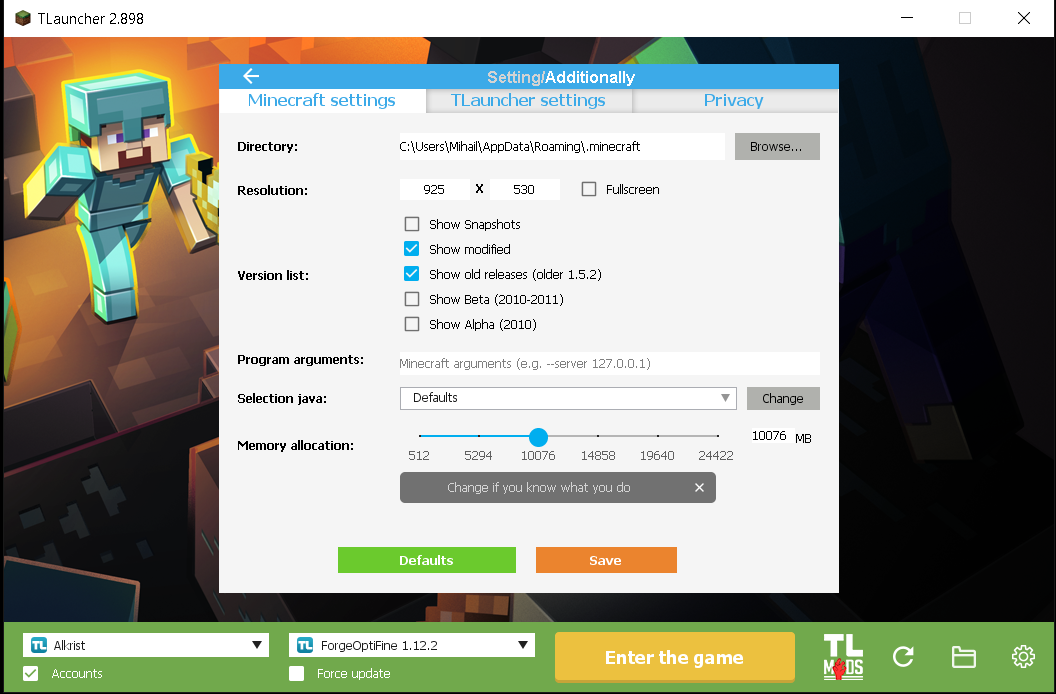 TLauncher 2.898
Setting/Additionally
Minecraft settings TLauncher settings Privacy
Directory: C:\Users\Mihail\AppData\Roaming\.minecraft Browse...
Resolution: 925 X 530 Fullscreen
Show Snapshots
Show modified
Version list: Show old releases (older 1.5.2)
Show Beta (2010-2011)
Show Alpha (2010)
Program arguments: Minecraft arguments (e.g. --server 127.0.0.1)
Selection java: Defaults Change
Memory allocation: 10076 MB
512 5294 10076 14858 19640 24422
Change if you know what you do
Defaults Save
TL Alkrist TL ForgeOptiFine 1.12.2 Enter the game TL MODS
Accounts Force update